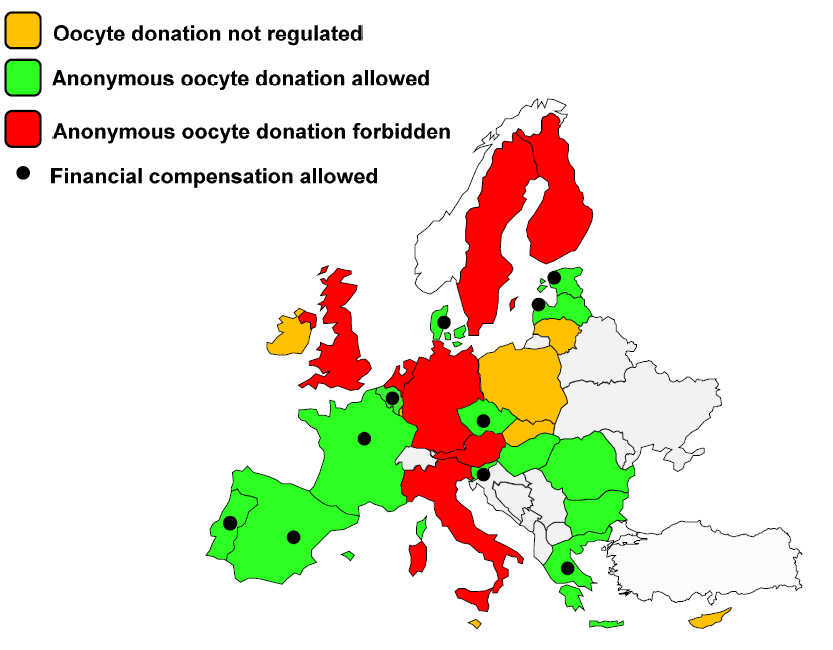 Oocyte donation not regulated
Anonymous oocyte donation allowed
Anonymous oocyte donation forbidden
Financial compensation allowed